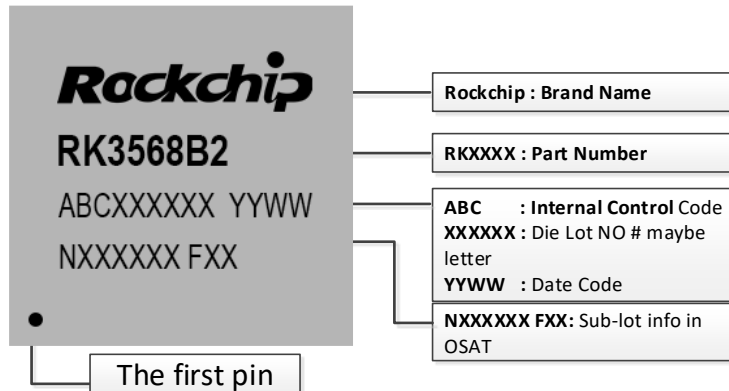 Rockchip
RK3568B2
ABCXXXXXX YYWW
NXXXXXX FXX
The first pin
Rockchip : Brand Name
RKXXXX : Part Number
ABC : Internal Control Code
XXXXXX : Die Lot NO # maybe
letter
YYWW : Date Code
NXXXXXX FXX: Sub-lot info in
OSAT